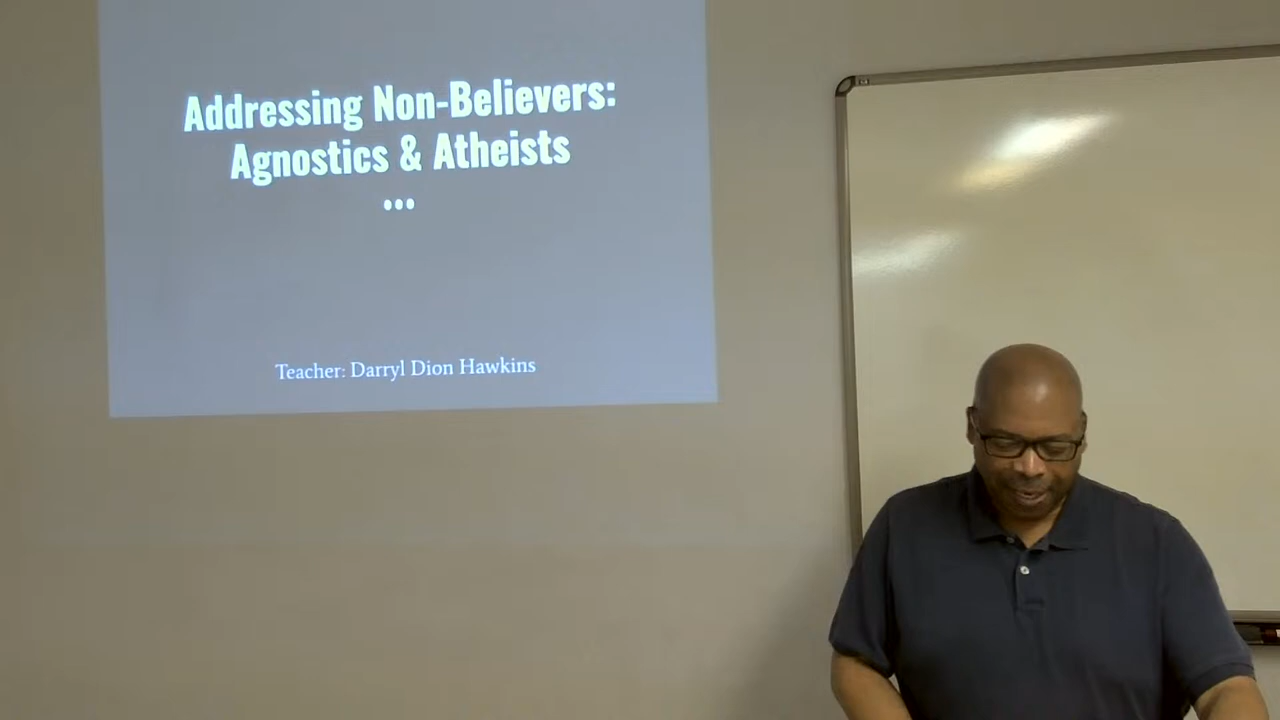 Addressing Non-Believers:
Agnostics & Atheists
•••
Teacher: Darryl Dion Hawkins